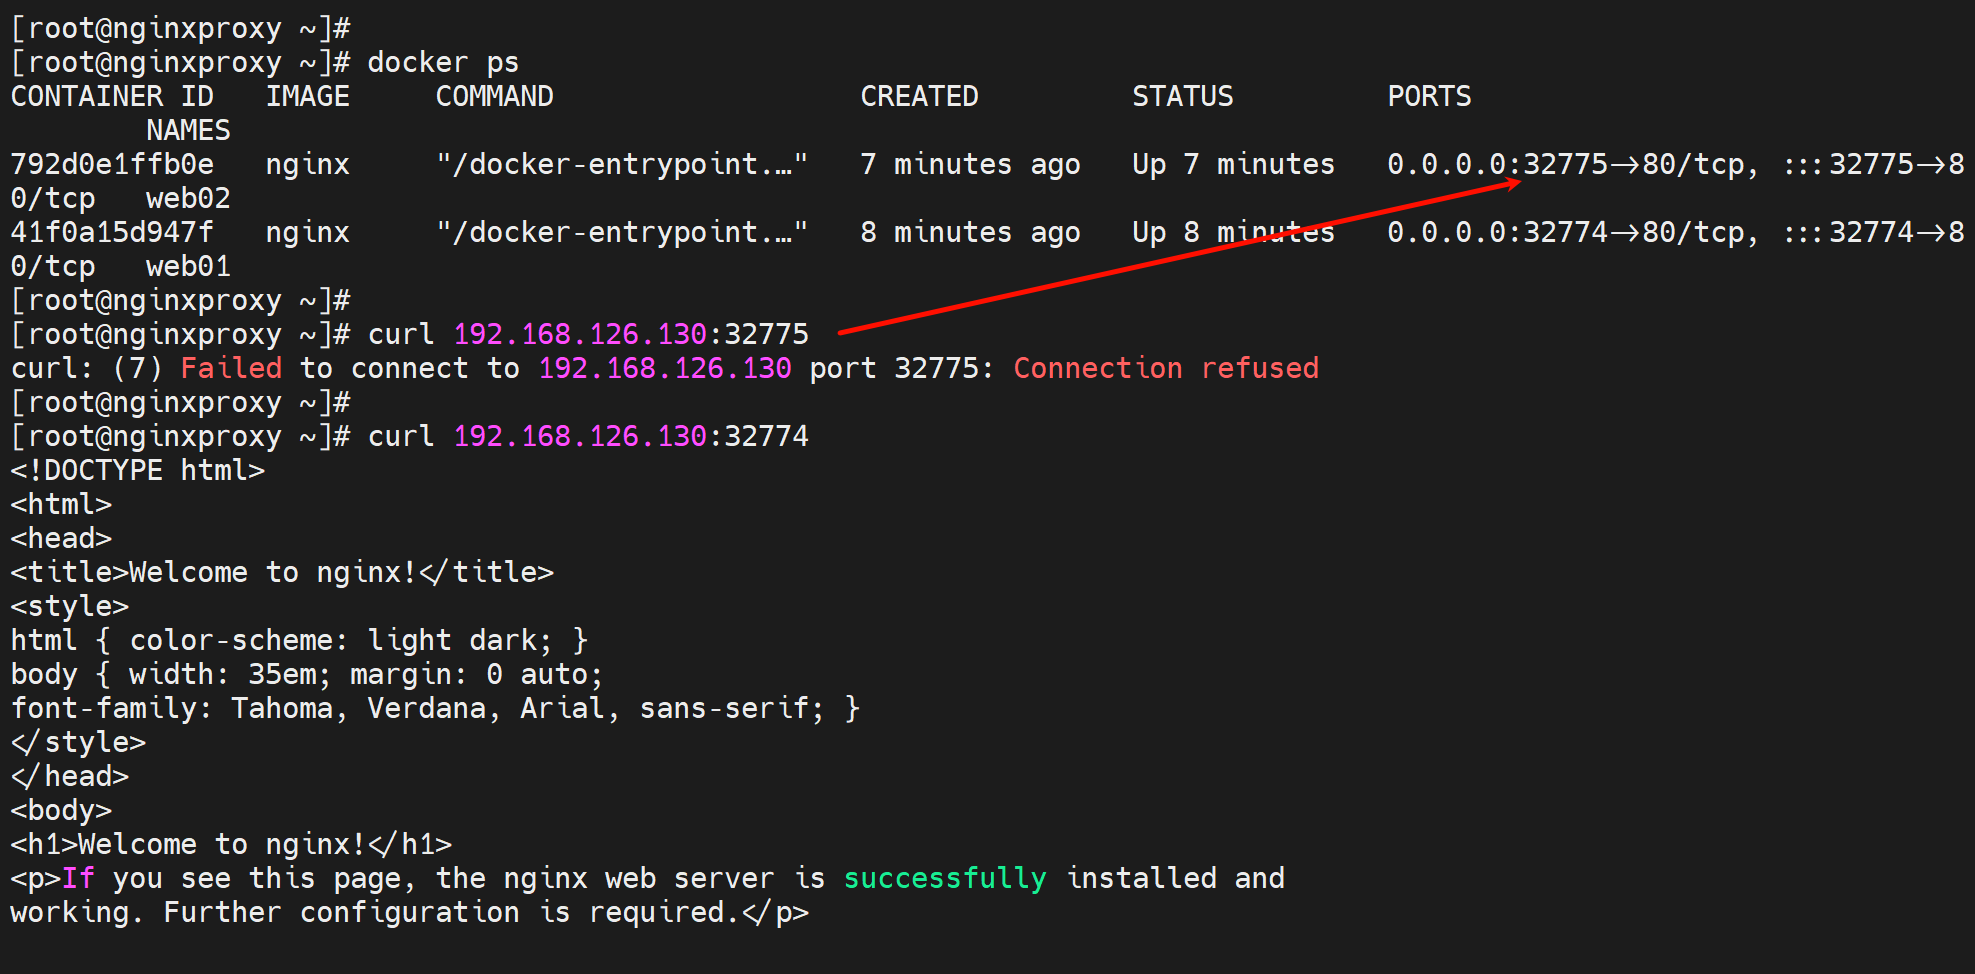 [root@nginxproxy ~]#
[root@nginxproxy ~]# docker ps
CONTAINER ID   IMAGE     COMMAND                  CREATED         STATUS         PORTS
        NAMES
792d0e1ffb0e   nginx     "/docker-entrypoint.…"   7 minutes ago   Up 7 minutes   0.0.0.0:32775->80/tcp, :::32775->8
0/tcp   web02
41f0a15d947f   nginx     "/docker-entrypoint.…"   8 minutes ago   Up 8 minutes   0.0.0.0:32774->80/tcp, :::32774->8
0/tcp   web01
[root@nginxproxy ~]#
[root@nginxproxy ~]# curl 192.168.126.130:32775
curl: (7) Failed to connect to 192.168.126.130 port 32775: Connection refused
[root@nginxproxy ~]#
[root@nginxproxy ~]# curl 192.168.126.130:32774
<!DOCTYPE html>
<html>
<head>
<title>Welcome to nginx!</title>
<style>
html { color-scheme: light dark; }
body { width: 35em; margin: 0 auto;
font-family: Tahoma, Verdana, Arial, sans-serif; }
</style>
</head>
<body>
<h1>Welcome to nginx!</h1>
<p>If you see this page, the nginx web server is successfully installed and
working. Further configuration is required.</p>